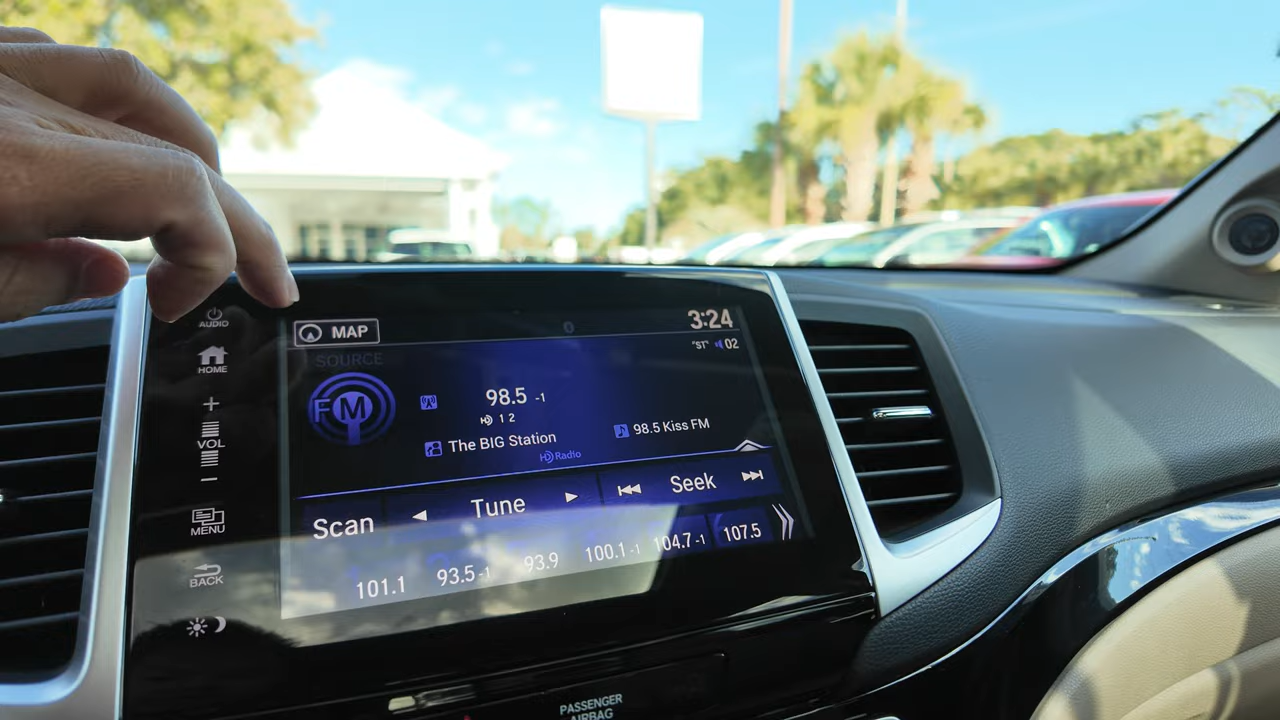 AUDIO
HOME
+
VOL
−
MENU
BACK
MAP
3:24
SOURCE
"ST" 02
FM
98.5 -1
HD 1 2
The BIG Station
98.5 Kiss FM
HD Radio
Scan
Tune
Seek
101.1
93.5-1
93.9
100.1-1
104.7-1
107.5
PASSENGER
AIRBAG